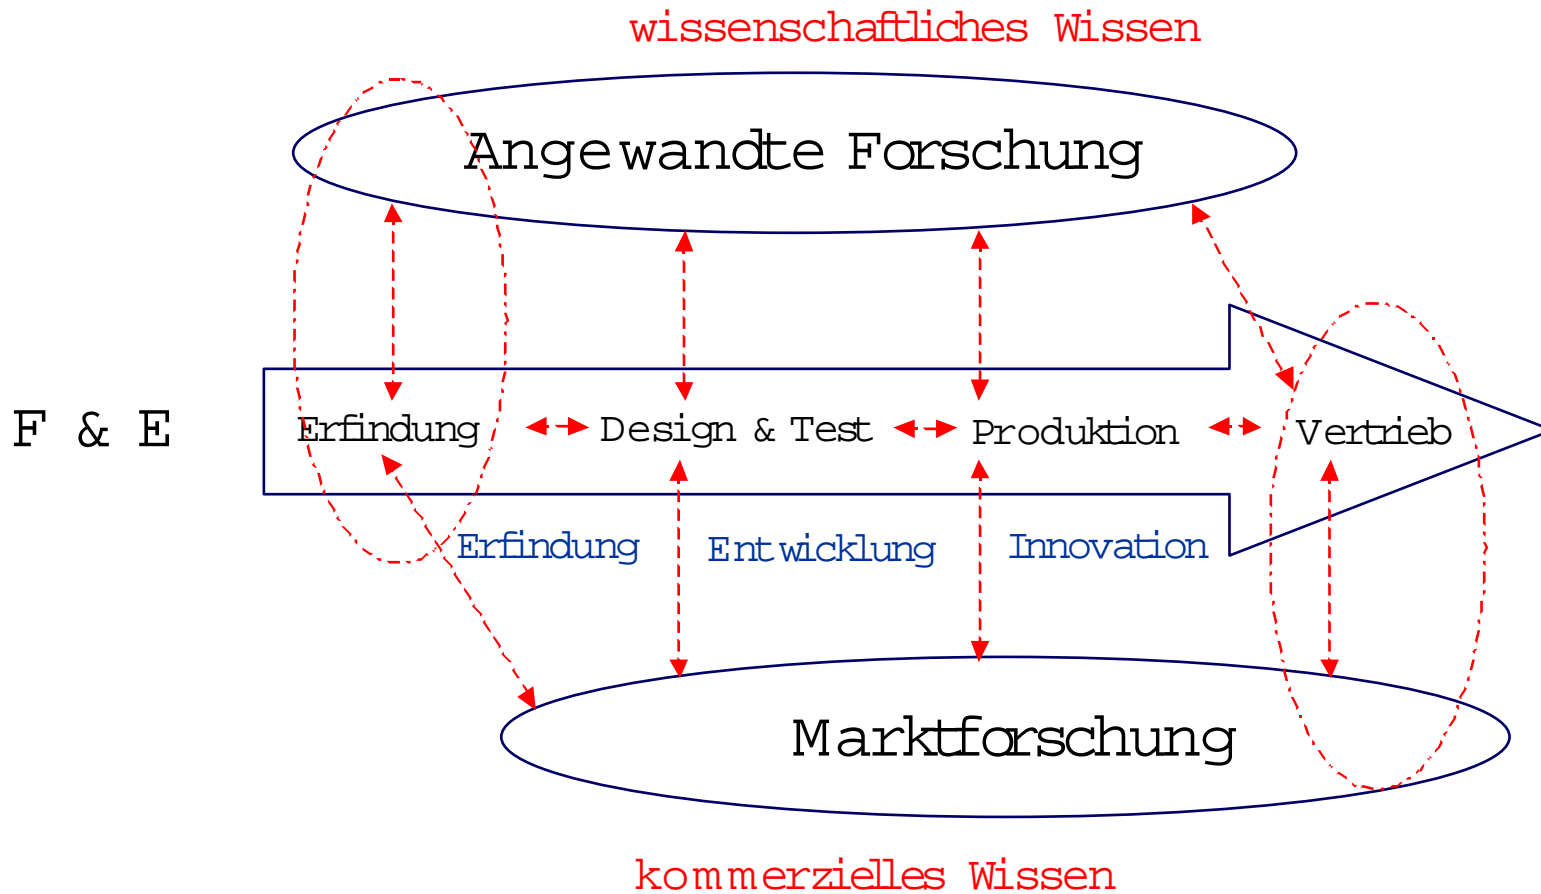 wissenschaftliches Wissen
Angewandte Forschung
F & E
Erfindung
Design & Test
Produktion
Vertrieb
Erfindung
Entwicklung
Innovation
Marktforschung
kommerzielles Wissen